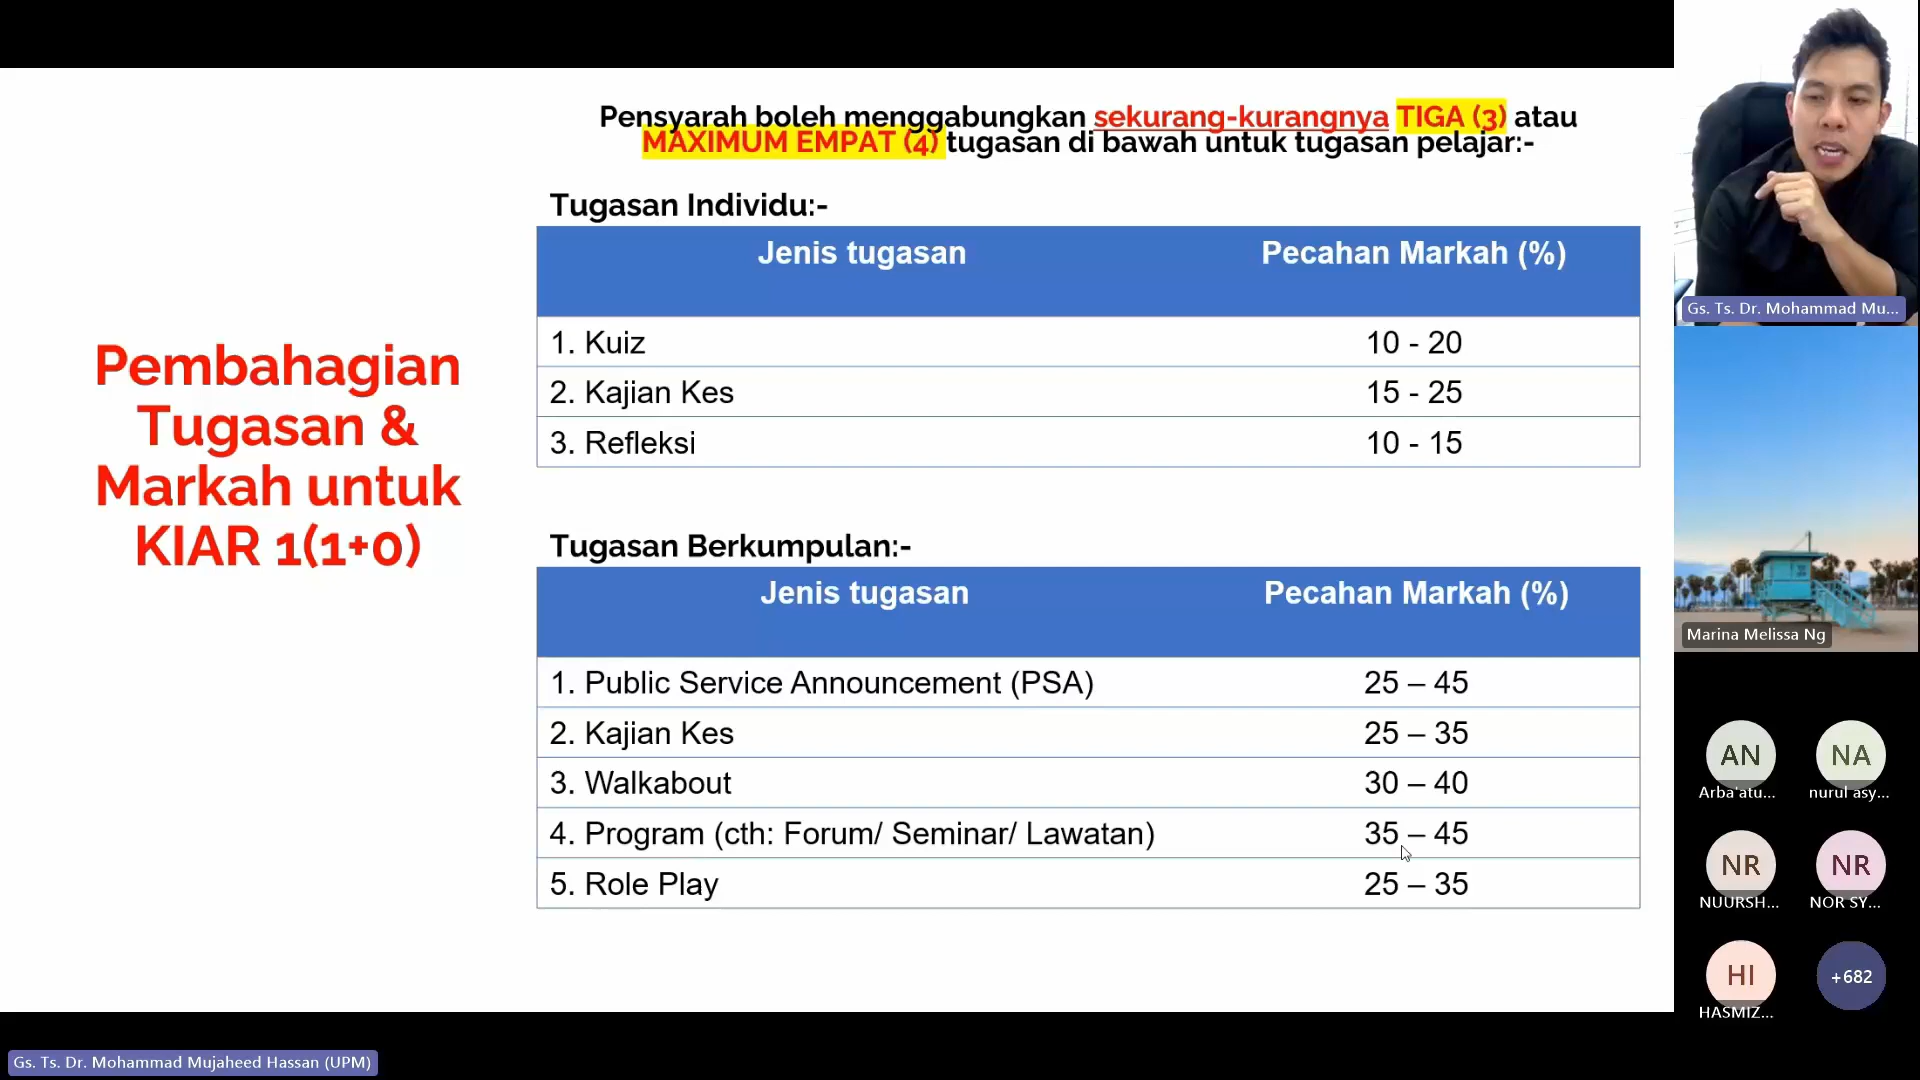 Pensyarah boleh menggabungkan sekurang-kurangnya TIGA (3) atau
MAXIMUM EMPAT (4) tugasan di bawah untuk tugasan pelajar:-
Pembahagian
Tugasan &
Markah untuk
KIAR 1(1+0)
Tugasan Individu:-
Jenis tugasan Pecahan Markah (%)
1. Kuiz 10 - 20
2. Kajian Kes 15 - 25
3. Refleksi 10 - 15
Tugasan Berkumpulan:-
Jenis tugasan Pecahan Markah (%)
1. Public Service Announcement (PSA) 25 – 45
2. Kajian Kes 25 – 35
3. Walkabout 30 – 40
4. Program (cth: Forum/ Seminar/ Lawatan) 35 – 45
5. Role Play 25 – 35
Gs. Ts. Dr. Mohammad Mu...
Marina Melissa Ng
AN NA
Arba'atu... nurul asy...
NR NR
NUURSH... NOR SY...
HI +682
HASMIZ...
Gs. Ts. Dr. Mohammad Mujaheed Hassan (UPM)